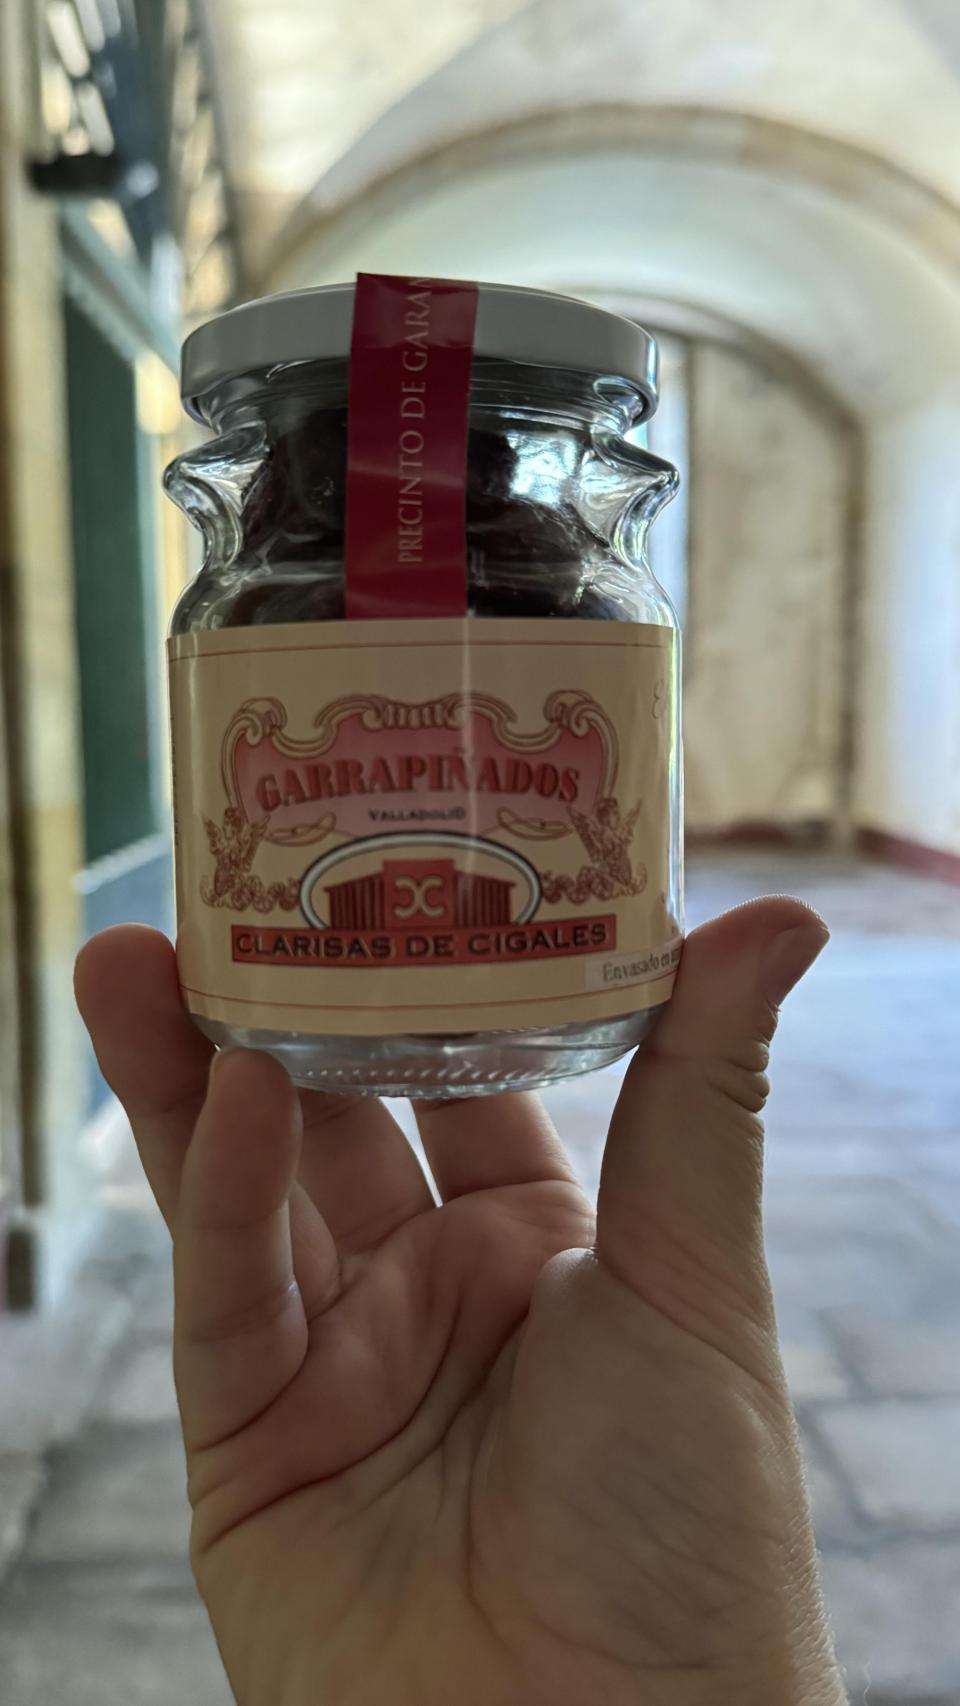 PRECINTO DE GARAN
GARRAPIÑADOS
VALLADOLID
CLARISAS DE CIGALES
Envasado en